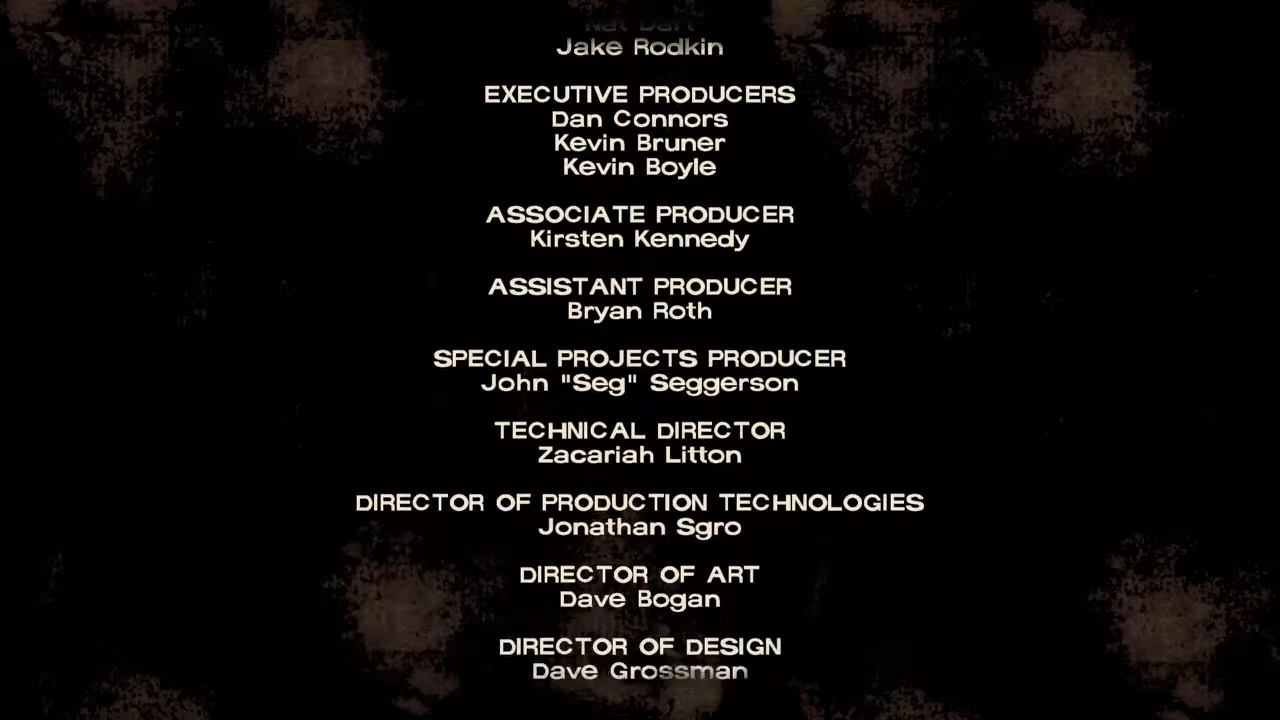 Jake Rodkin
EXECUTIVE PRODUCERS
Dan Connors
Kevin Bruner
Kevin Boyle
ASSOCIATE PRODUCER
Kirsten Kennedy
ASSISTANT PRODUCER
Bryan Roth
SPECIAL PROJECTS PRODUCER
John "Seg" Seggerson
TECHNICAL DIRECTOR
Zacariah Litton
DIRECTOR OF PRODUCTION TECHNOLOGIES
Jonathan Sgro
DIRECTOR OF ART
Dave Bogan
DIRECTOR OF DESIGN
Dave Grossman